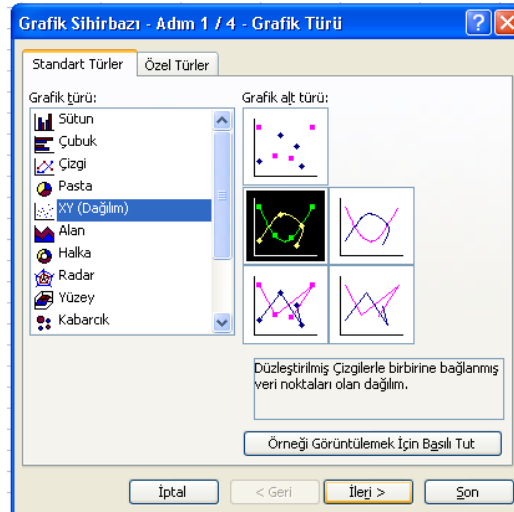 Grafik Sihirbazı - Adım 1 / 4 - Grafik Türü
Standart Türler
Özel Türler
Grafik türü:
Sütun
Çubuk
Çizgi
Pasta
XY (Dağılım)
Alan
Halka
Radar
Yüzey
Kabarcık
Grafik alt türü:
Düzleştirilmiş Çizgilerle birbirine bağlanmış
veri noktaları olan dağılım.
Örneği Görüntülemek İçin Basılı Tut
İptal
< Geri
İleri >
Son